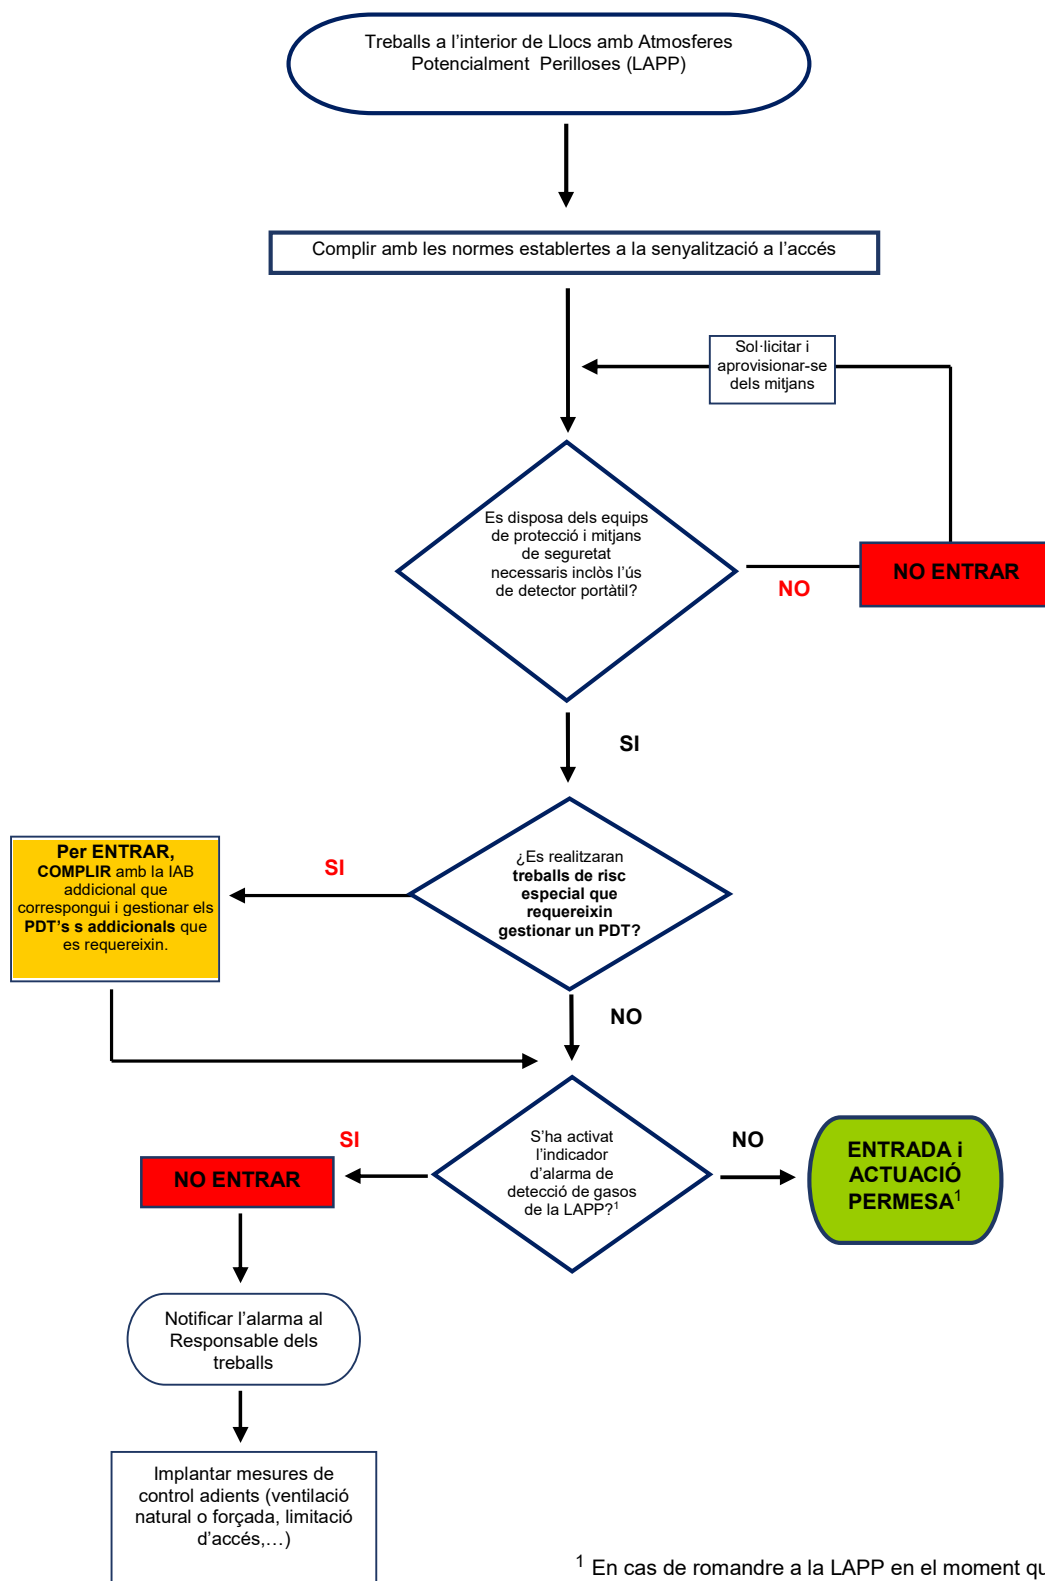 Treballs a l’interior de Llocs amb Atmosferes
Potencialment Perilloses (LAPP)
Complir amb les normes establertes a la senyalització a l’accés
Sol·licitar i
aprovisionar-se
dels mitjans
Es disposa dels equips
de protecció i mitjans
de seguretat
necessaris inclòs l’ús
de detector portàtil?
NO
NO ENTRAR
SI
¿Es realitzaran
treballs de risc
especial que
requereixin
gestionar un PDT?
SI
Per ENTRAR,
COMPLIR amb la IAB
addicional que
correspongui i gestionar els
PDT’s s addicionals que
es requereixin.
NO
S’ha activat
l’indicador
d’alarma de
detecció de gasos
de la LAPP?¹
SI
NO
NO ENTRAR
ENTRADA i
ACTUACIÓ
PERMESA¹
Notificar l’alarma al
Responsable dels
treballs
Implantar mesures de
control adients (ventilació
natural o forçada, limitació
d’accés,…)
¹ En cas de romandre a la LAPP en el moment qu